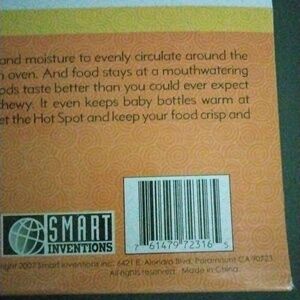 and moisture to evenly circulate around the
n oven. And food stays at a mouthwatering
ods taste better than you could ever expect
chewy. It even keeps baby bottles warm at
et the Hot Spot and keep your food crisp and
SMART
INVENTIONS
7 61479 72316 5
right 2007 Smart Inventions Inc. 6421 E. Alondra Blvd., Paramount CA 90723
All rights reserved. Made in China.